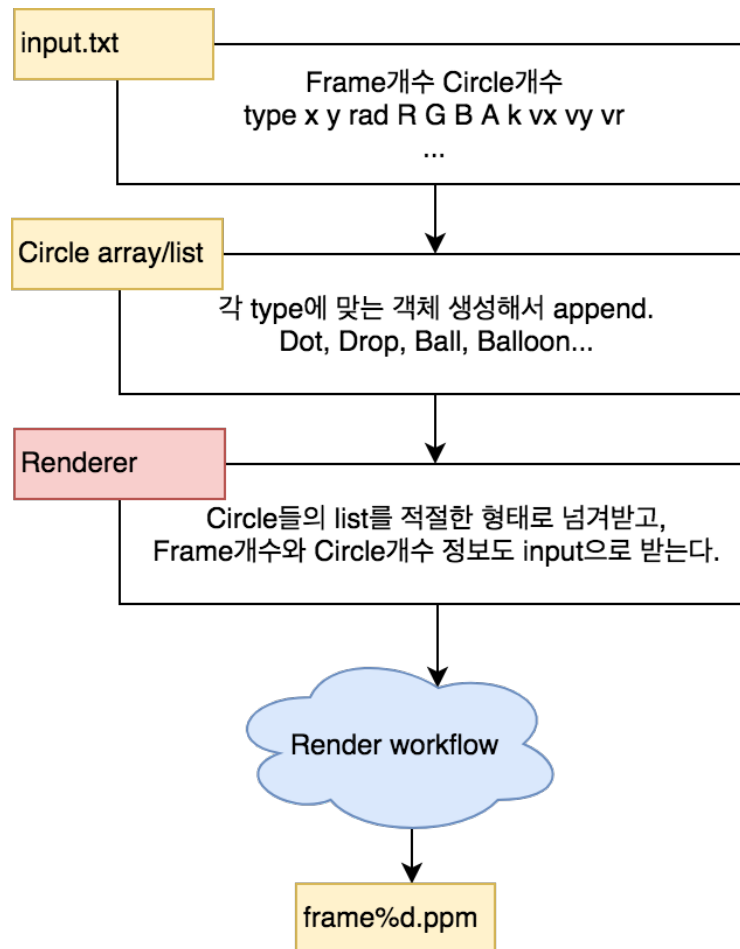 input.txt
Frame개수 Circle개수
type x y rad R G B A k vx vy vr
...
Circle array/list
각 type에 맞는 객체 생성해서 append.
Dot, Drop, Ball, Balloon...
Renderer
Circle들의 list를 적절한 형태로 넘겨받고,
Frame개수와 Circle개수 정보도 input으로 받는다.
Render workflow
frame%d.ppm